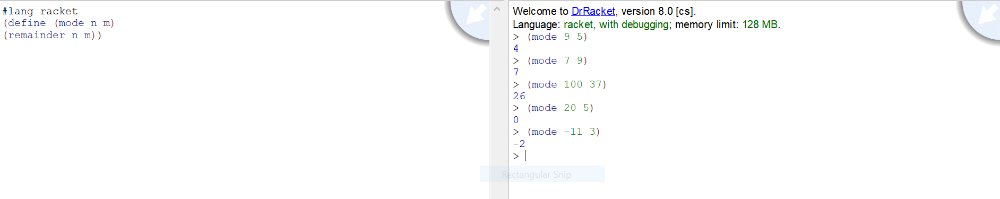 #lang racket
(define (mode n m)
(remainder n m))
Welcome to DrRacket, version 8.0 [cs].
Language: racket, with debugging; memory limit: 128 MB.
> (mode 9 5)
4
> (mode 7 9)
7
> (mode 100 37)
26
> (mode 20 5)
0
> (mode -11 3)
-2
>
Rectangular Snip